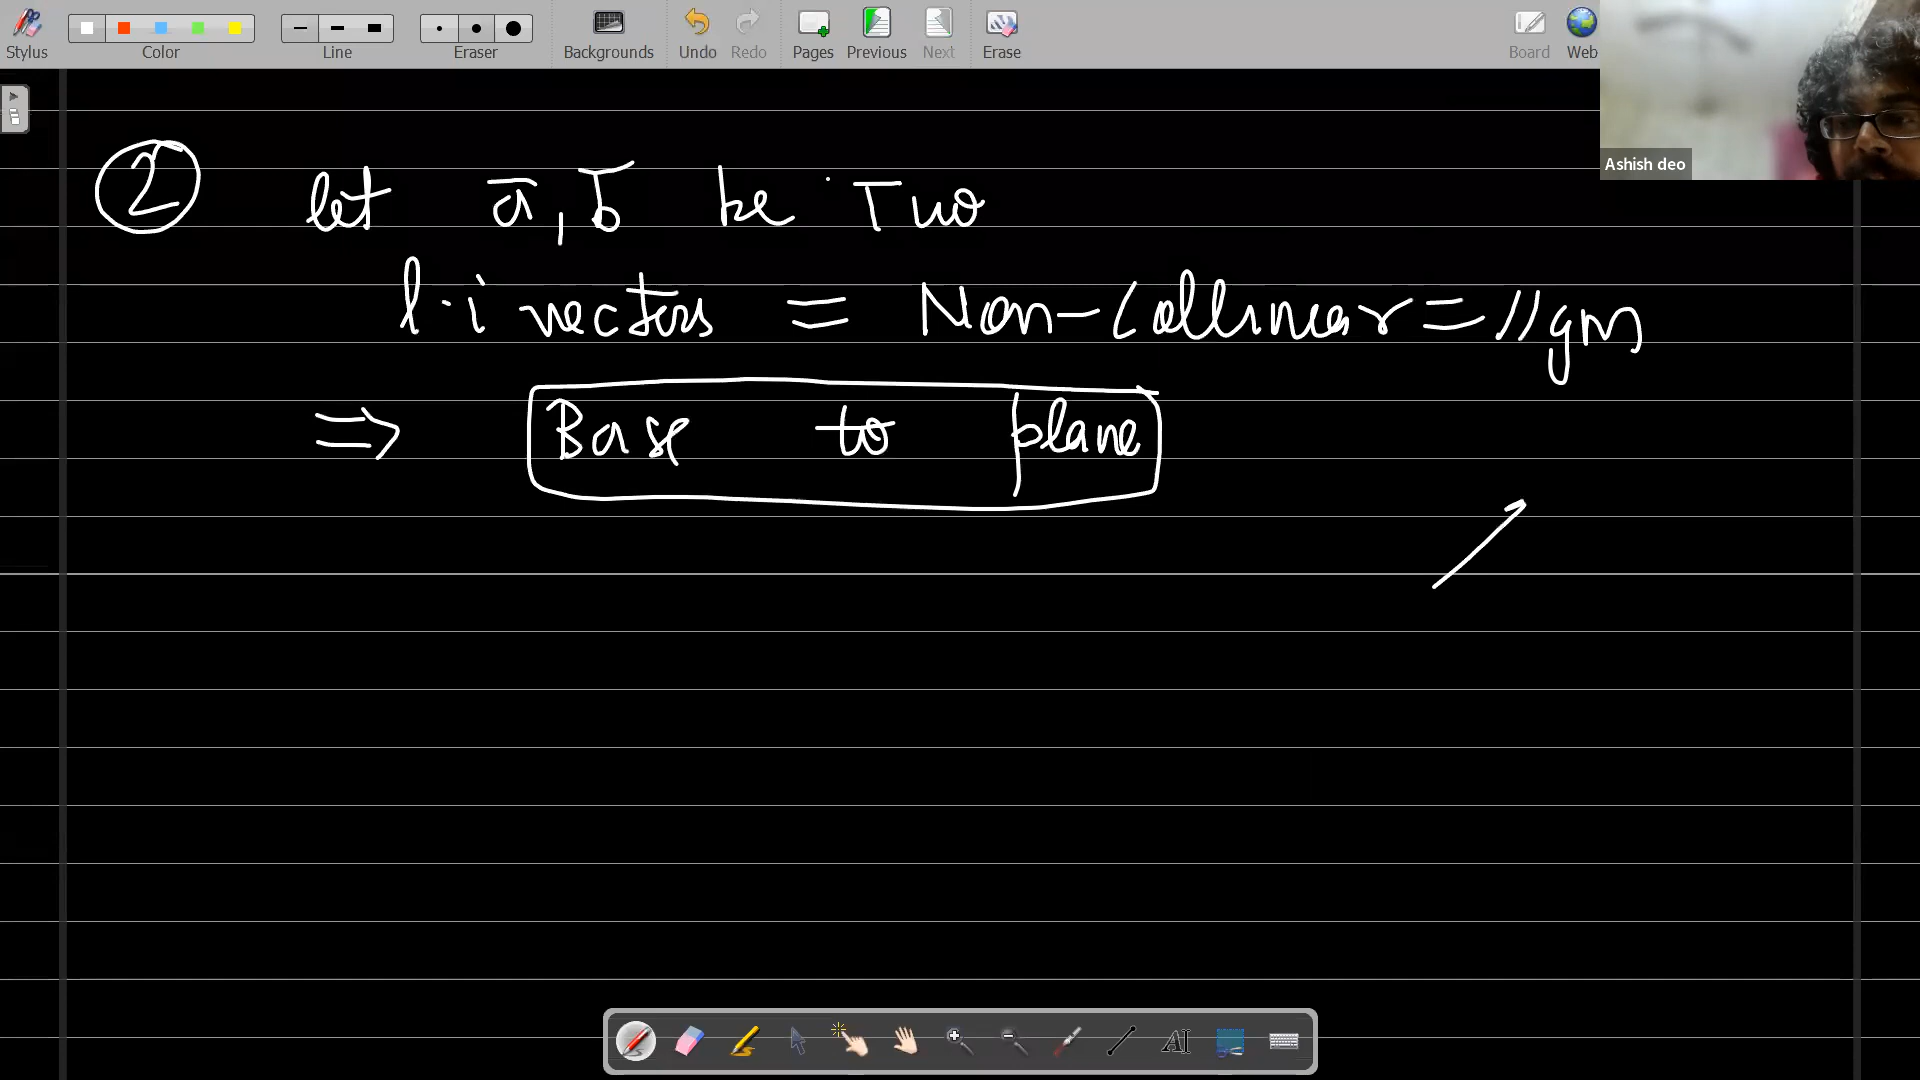 Stylus Color Line Eraser Backgrounds Undo Redo Pages Previous Next Erase Board Web
Ashish deo
2 let a̅, b̅ be Two
l.i vectors = Non-Collinear = //gm
⇒ Base to plane